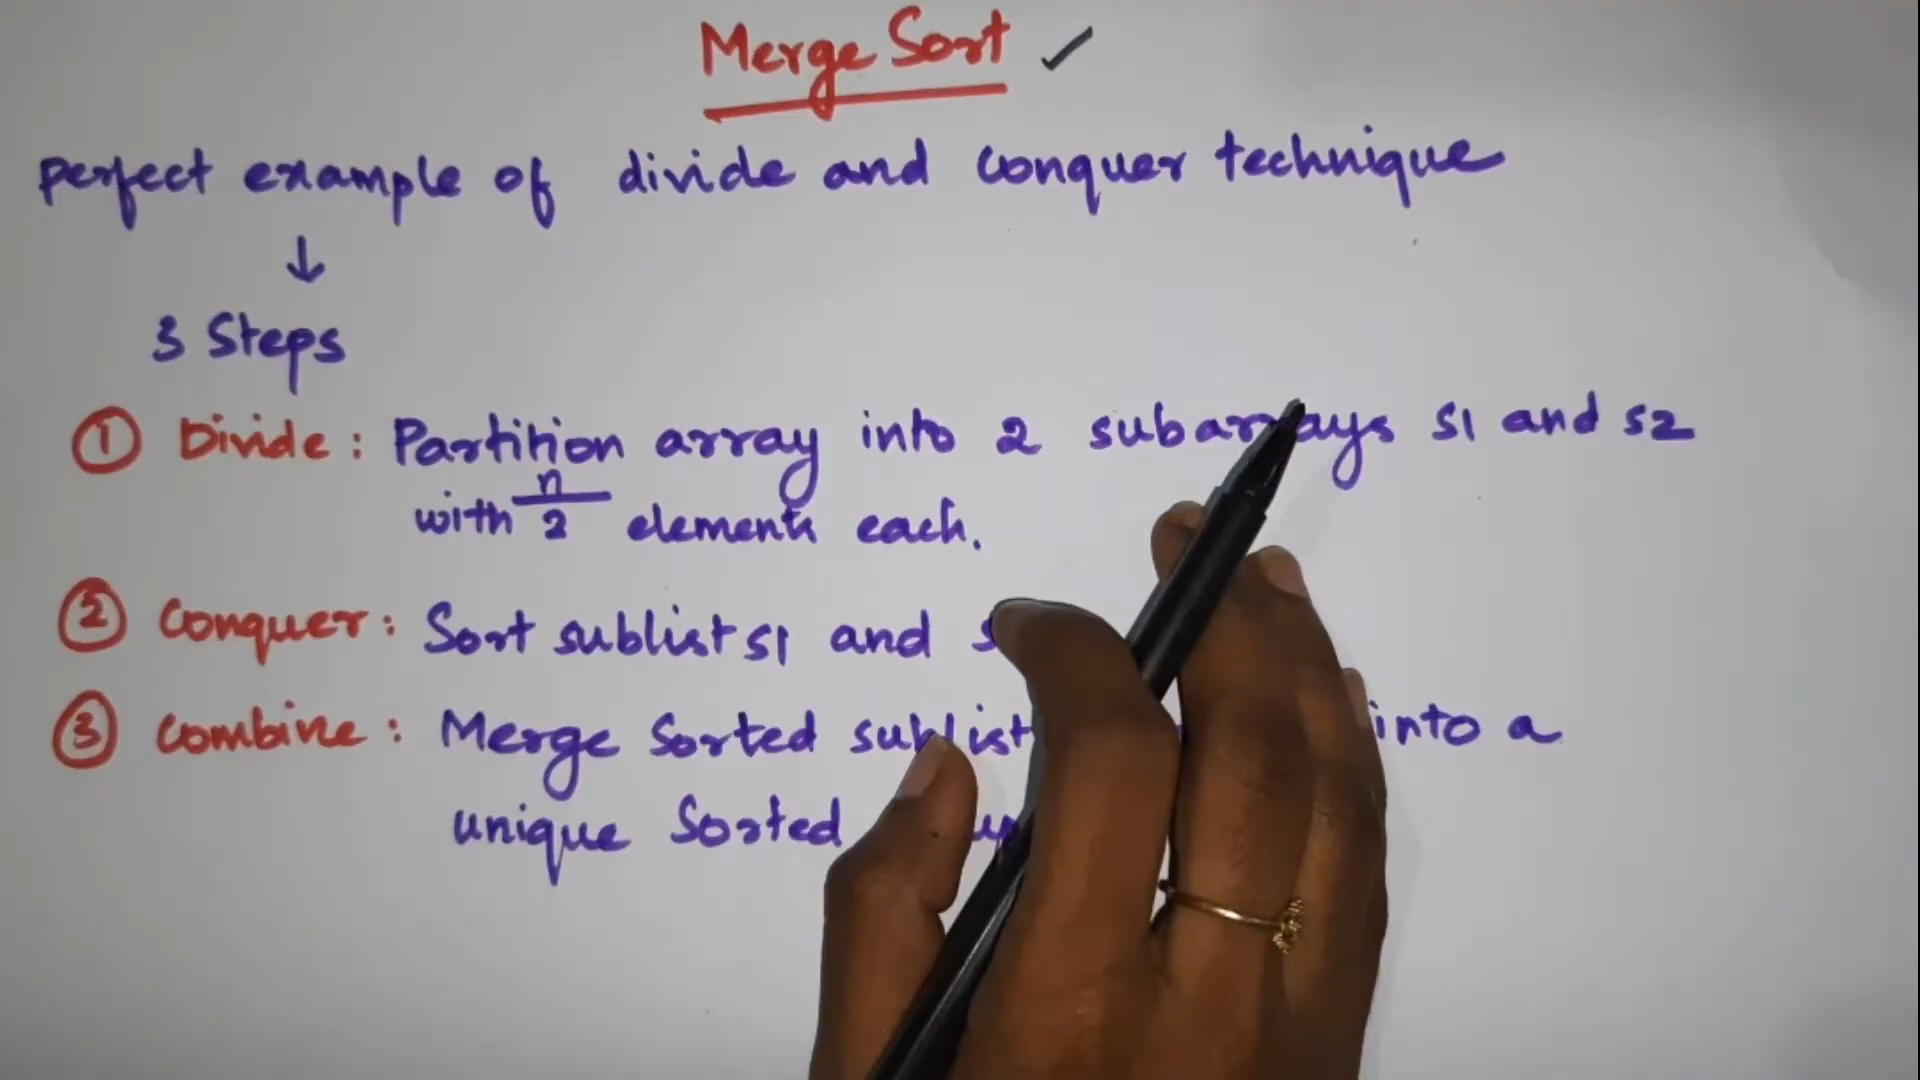 Merge Sort
perfect example of divide and conquer technique
3 Steps
① Divide: Partition array into 2 subarrays S1 and S2
with n/2 elements each.
② Conquer: Sort sublist S1 and
③ Combine: Merge Sorted sublist into a
unique Sorted